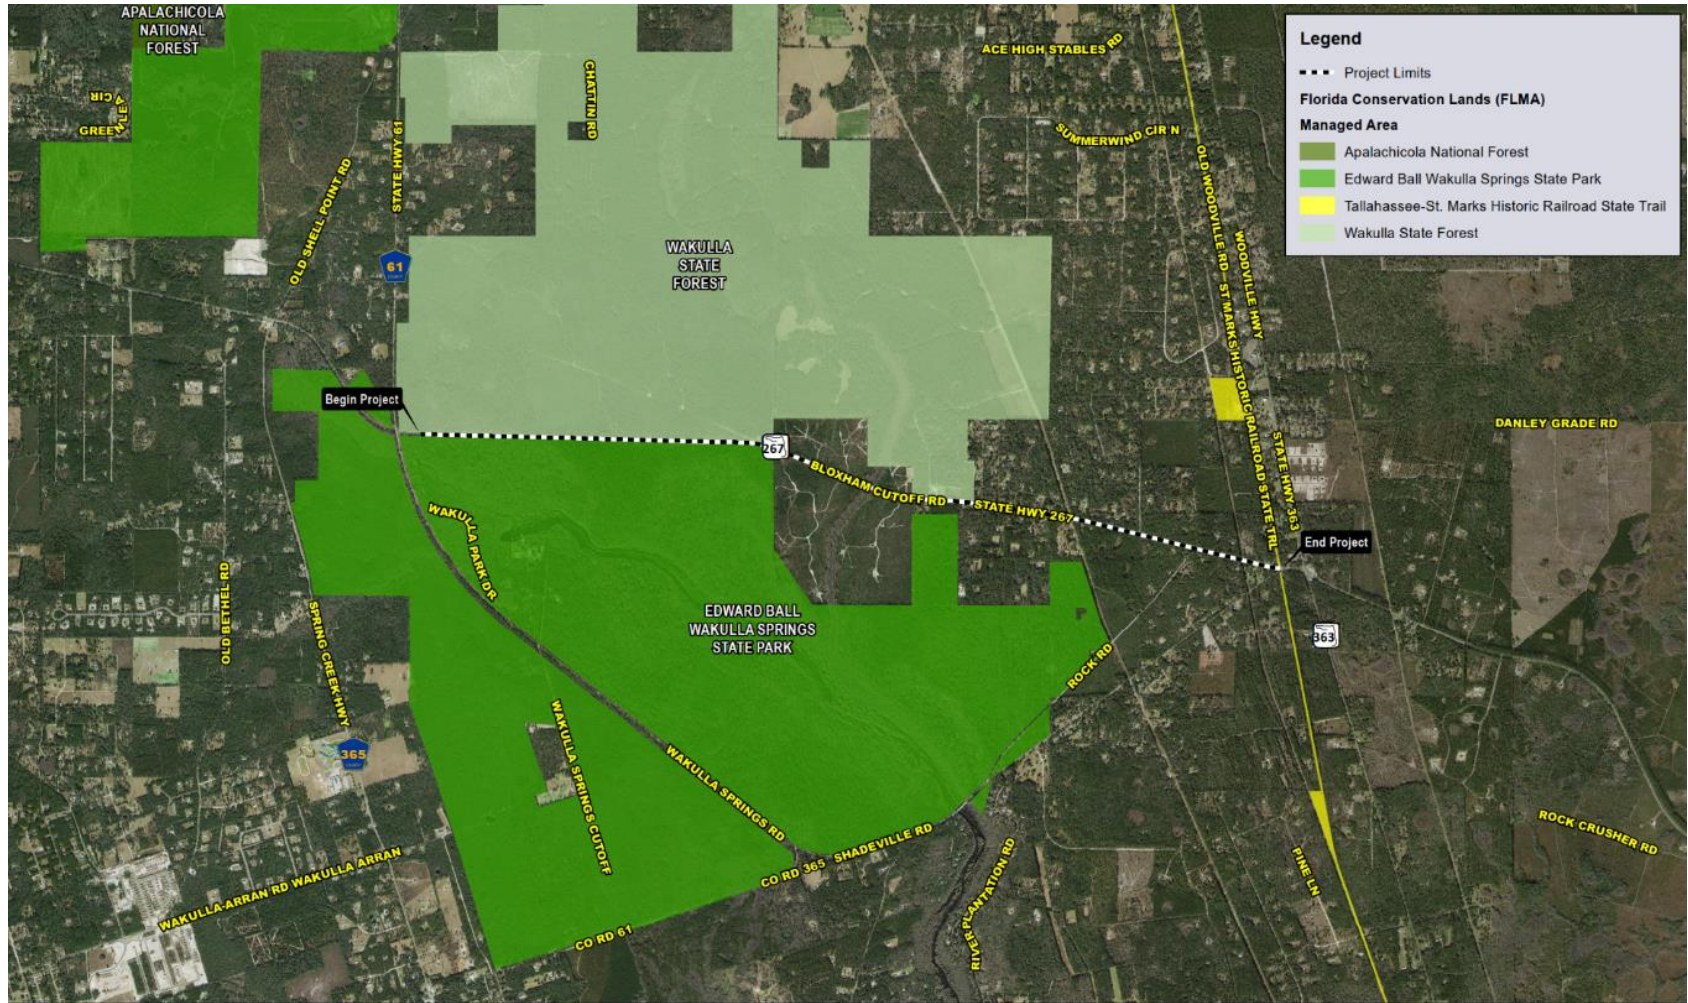 APALACHICOLA
NATIONAL
FOREST
GREEN LEA CIR
OLD SHELL POINT RD
STATE HWY 61
61
COUNTY
CHATTIN RD
ACE HIGH STABLES RD
SUMMERWIND CIR N
OLD WOODVILLE RD
WOODVILLE HWY
ST MARKS HISTORIC RAILROAD STATE TRL
WAKULLA
STATE
FOREST
Legend
Project Limits
Florida Conservation Lands (FLMA)
Managed Area
Apalachicola National Forest
Edward Ball Wakulla Springs State Park
Tallahassee-St. Marks Historic Railroad State Trail
Wakulla State Forest
Begin Project
267
BLOXHAM CUTOFF RD
STATE HWY 267
STATE HWY 363
DANLEY GRADE RD
End Project
WAKULLA PARK DR
OLD BETHEL RD
SPRING CREEK HWY
EDWARD BALL
WAKULLA SPRINGS
STATE PARK
363
ROCK RD
365
COUNTY
WAKULLA SPRINGS CUTOFF
WAKULLA SPRINGS RD
CO RD 365 SHADEVILLE RD
RIVER PLANTATION RD
PINE LN
ROCK CRUSHER RD
WAKULLA-ARRAN RD WAKULLA ARRAN
CO RD 61